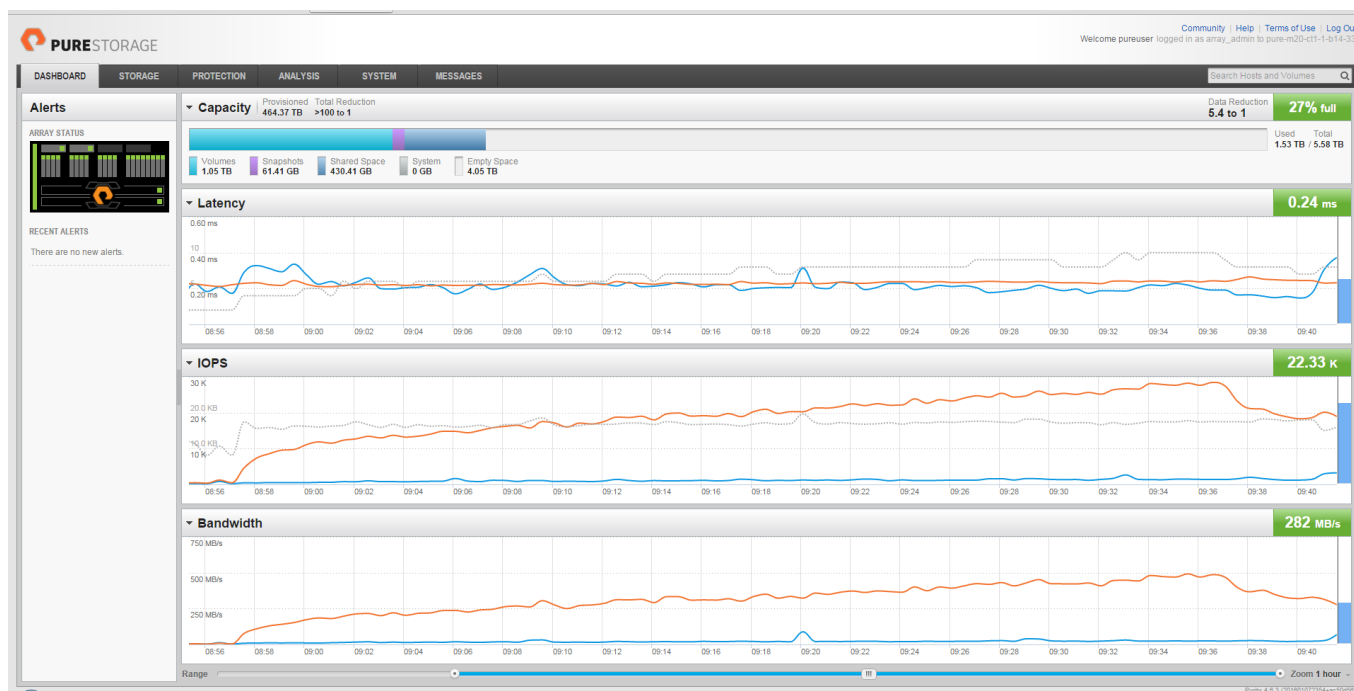 Community | Help | Terms of Use | Log Ou
PURESTORAGE
Welcome pureuser logged in as array_admin to pure-m20-ct1-1-b14-33
DASHBOARD STORAGE PROTECTION ANALYSIS SYSTEM MESSAGES Search Hosts and Volumes
Alerts
ARRAY STATUS
RECENT ALERTS
There are no new alerts.
Capacity Provisioned 464.37 TB Total Reduction >100 to 1 Data Reduction 5.4 to 1 27% full
Used Total
1.53 TB / 5.58 TB
Volumes Snapshots Shared Space System Empty Space
1.05 TB 61.41 GB 430.41 GB 0 GB 4.05 TB
Latency 0.24 ms
0.60 ms
10
0.40 ms
0.20 ms
08:56 08:58 09:00 09:02 09:04 09:06 09:08 09:10 09:12 09:14 09:16 09:18 09:20 09:22 09:24 09:26 09:28 09:30 09:32 09:34 09:36 09:38 09:40
IOPS 22.33 K
30 K
20.0 KB
20 K
10.0 KB
10 K
08:56 08:58 09:00 09:02 09:04 09:06 09:08 09:10 09:12 09:14 09:16 09:18 09:20 09:22 09:24 09:26 09:28 09:30 09:32 09:34 09:36 09:38 09:40
Bandwidth 282 MB/s
750 MB/s
500 MB/s
250 MB/s
08:56 08:58 09:00 09:02 09:04 09:06 09:08 09:10 09:12 09:14 09:16 09:18 09:20 09:22 09:24 09:26 09:28 09:30 09:32 09:34 09:36 09:38 09:40
Range Zoom 1 hour